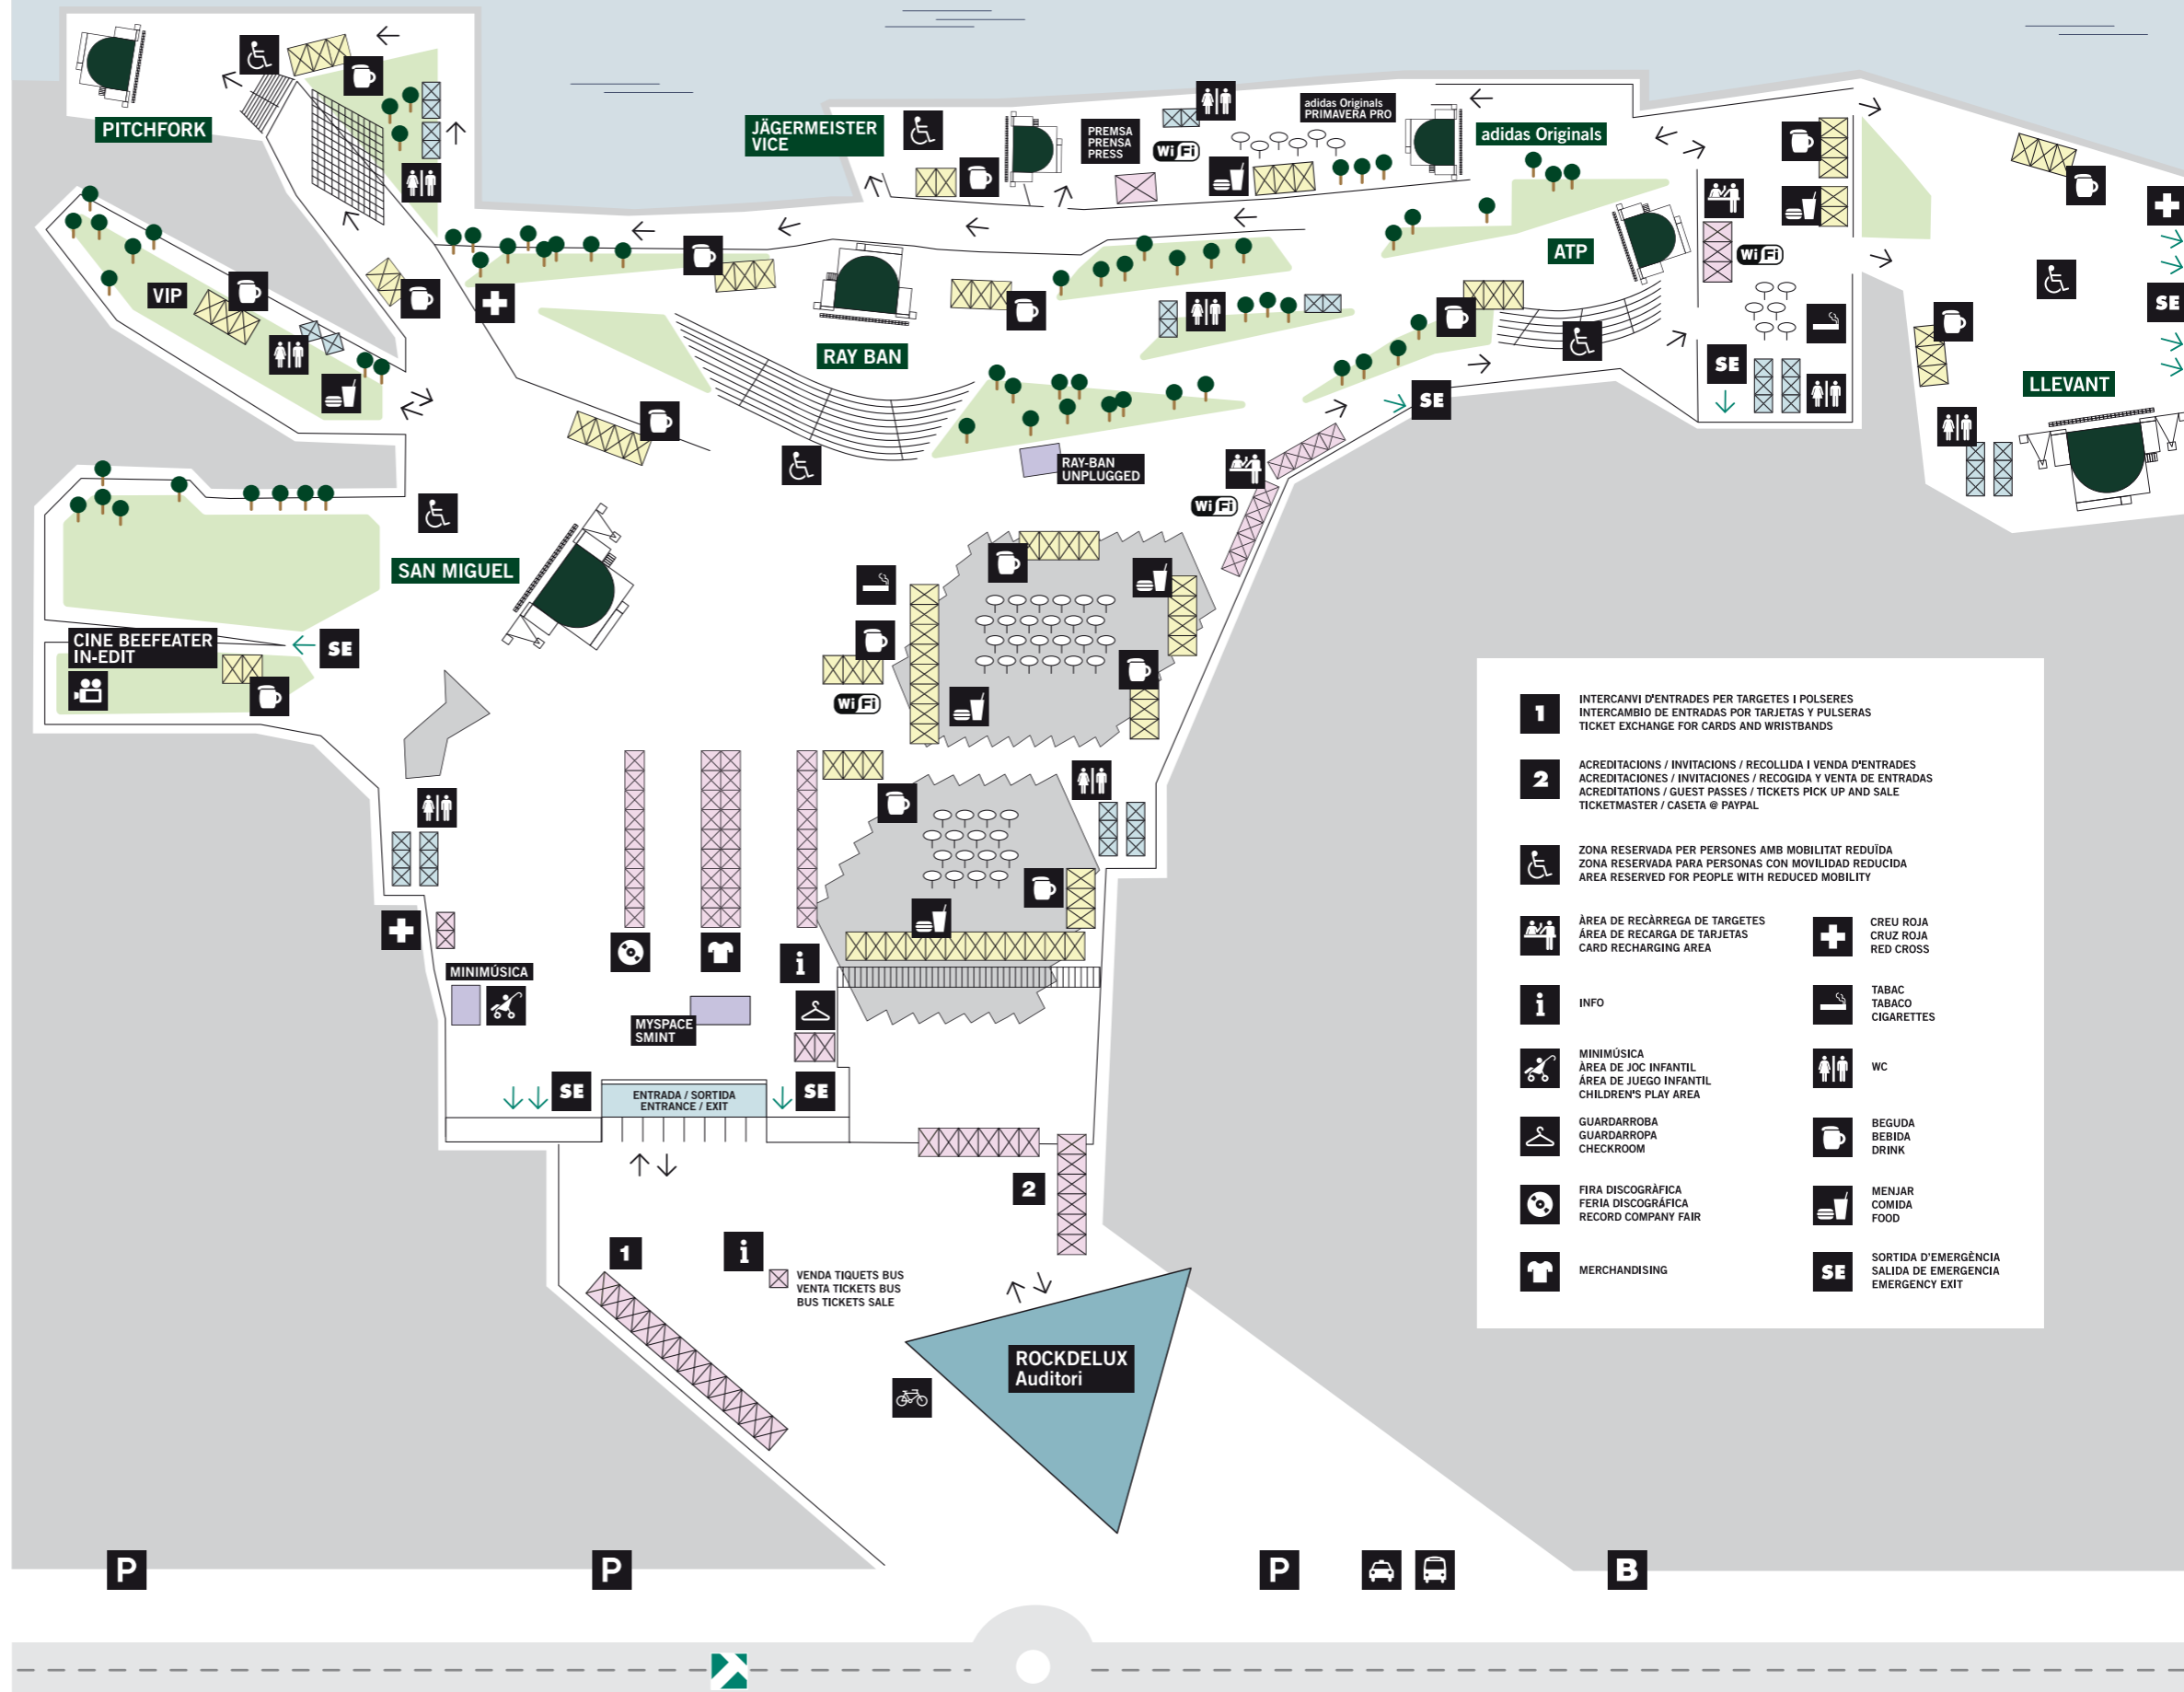 PITCHFORK
JÄGERMEISTER
VICE
PREMSA
PRENSA
PRESS
WiFi
adidas Originals
PRIMAVERA PRO
adidas Originals
VIP
ATP
WiFi
RAY BAN
SE
SE
SE
LLEVANT
RAY-BAN
UNPLUGGED
WiFi
SAN MIGUEL
CINE BEEFEATER
IN-EDIT
SE
WiFi
MINIMÚSICA
i
MYSPACE
SMINT
SE
ENTRADA / SORTIDA
ENTRANCE / EXIT
SE
2
1
i
VENDA TIQUETS BUS
VENTA TICKETS BUS
BUS TICKETS SALE
ROCKDELUX
Auditori
P
P
P
B
1
INTERCANVI D'ENTRADES PER TARGETES I POLSERES
INTERCAMBIO DE ENTRADAS POR TARJETAS Y PULSERAS
TICKET EXCHANGE FOR CARDS AND WRISTBANDS
2
ACREDITACIONS / INVITACIONS / RECOLLIDA I VENDA D'ENTRADES
ACREDITACIONES / INVITACIONES / RECOGIDA Y VENTA DE ENTRADAS
ACREDITATIONS / GUEST PASSES / TICKETS PICK UP AND SALE
TICKETMASTER / CASETA @ PAYPAL
ZONA RESERVADA PER PERSONES AMB MOBILITAT REDUÏDA
ZONA RESERVADA PARA PERSONAS CON MOVILIDAD REDUCIDA
AREA RESERVED FOR PEOPLE WITH REDUCED MOBILITY
ÀREA DE RECÀRREGA DE TARGETES
ÁREA DE RECARGA DE TARJETAS
CARD RECHARGING AREA
CREU ROJA
CRUZ ROJA
RED CROSS
i
INFO
TABAC
TABACO
CIGARETTES
MINIMÚSICA
ÀREA DE JOC INFANTIL
ÁREA DE JUEGO INFANTIL
CHILDREN'S PLAY AREA
WC
GUARDARROBA
GUARDARROPA
CHECKROOM
BEGUDA
BEBIDA
DRINK
FIRA DISCOGRÀFICA
FERIA DISCOGRÁFICA
RECORD COMPANY FAIR
MENJAR
COMIDA
FOOD
MERCHANDISING
SE
SORTIDA D'EMERGÈNCIA
SALIDA DE EMERGENCIA
EMERGENCY EXIT